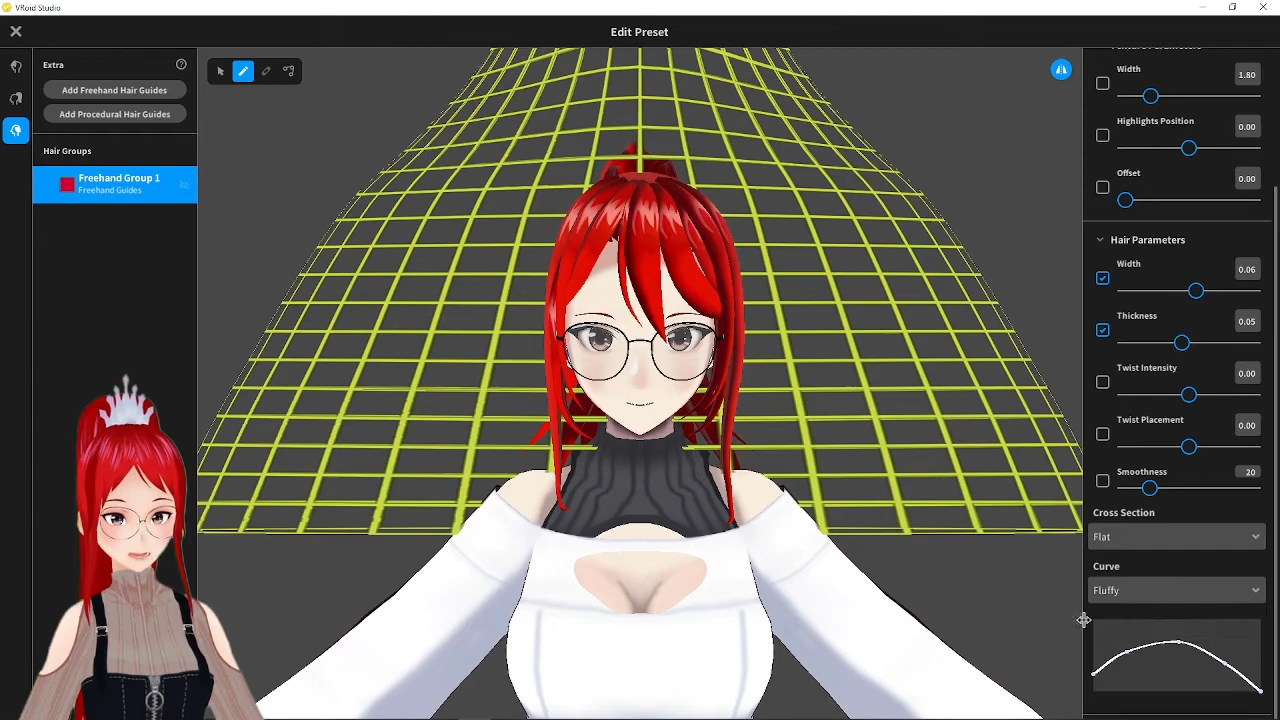 VRoid Studio
Edit Preset
Extra
Add Freehand Hair Guides
Add Procedural Hair Guides
Hair Groups
Freehand Group 1
Freehand Guides
Width
1.80
Highlights Position
0.00
Offset
0.00
Hair Parameters
Width
0.06
Thickness
0.05
Twist Intensity
0.00
Twist Placement
0.00
Smoothness
20
Cross Section
Flat
Curve
Fluffy